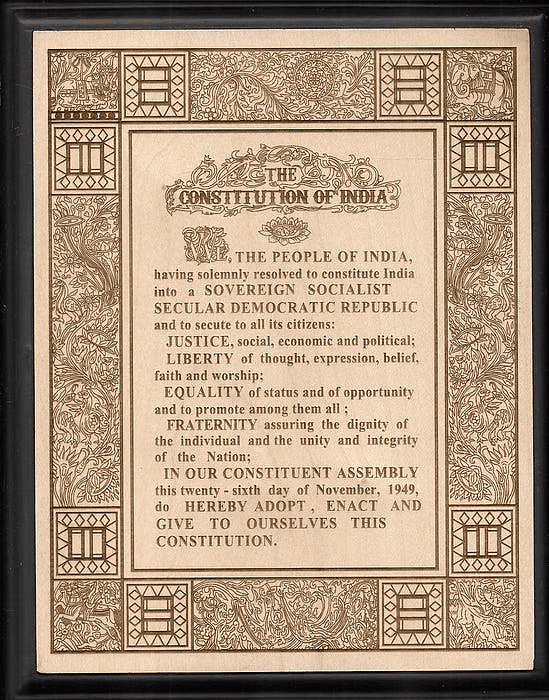 THE
CONSTITUTION OF INDIA
WE, THE PEOPLE OF INDIA,
having solemnly resolved to constitute India
into a SOVEREIGN SOCIALIST
SECULAR DEMOCRATIC REPUBLIC
and to secute to all its citizens:
JUSTICE, social, economic and political;
LIBERTY of thought, expression, belief,
faith and worship;
EQUALITY of status and of opportunity
and to promote among them all ;
FRATERNITY assuring the dignity of
the individual and the unity and integrity
of the Nation;
IN OUR CONSTITUENT ASSEMBLY
this twenty - sixth day of November, 1949,
do HEREBY ADOPT , ENACT AND
GIVE TO OURSELVES THIS
CONSTITUTION.